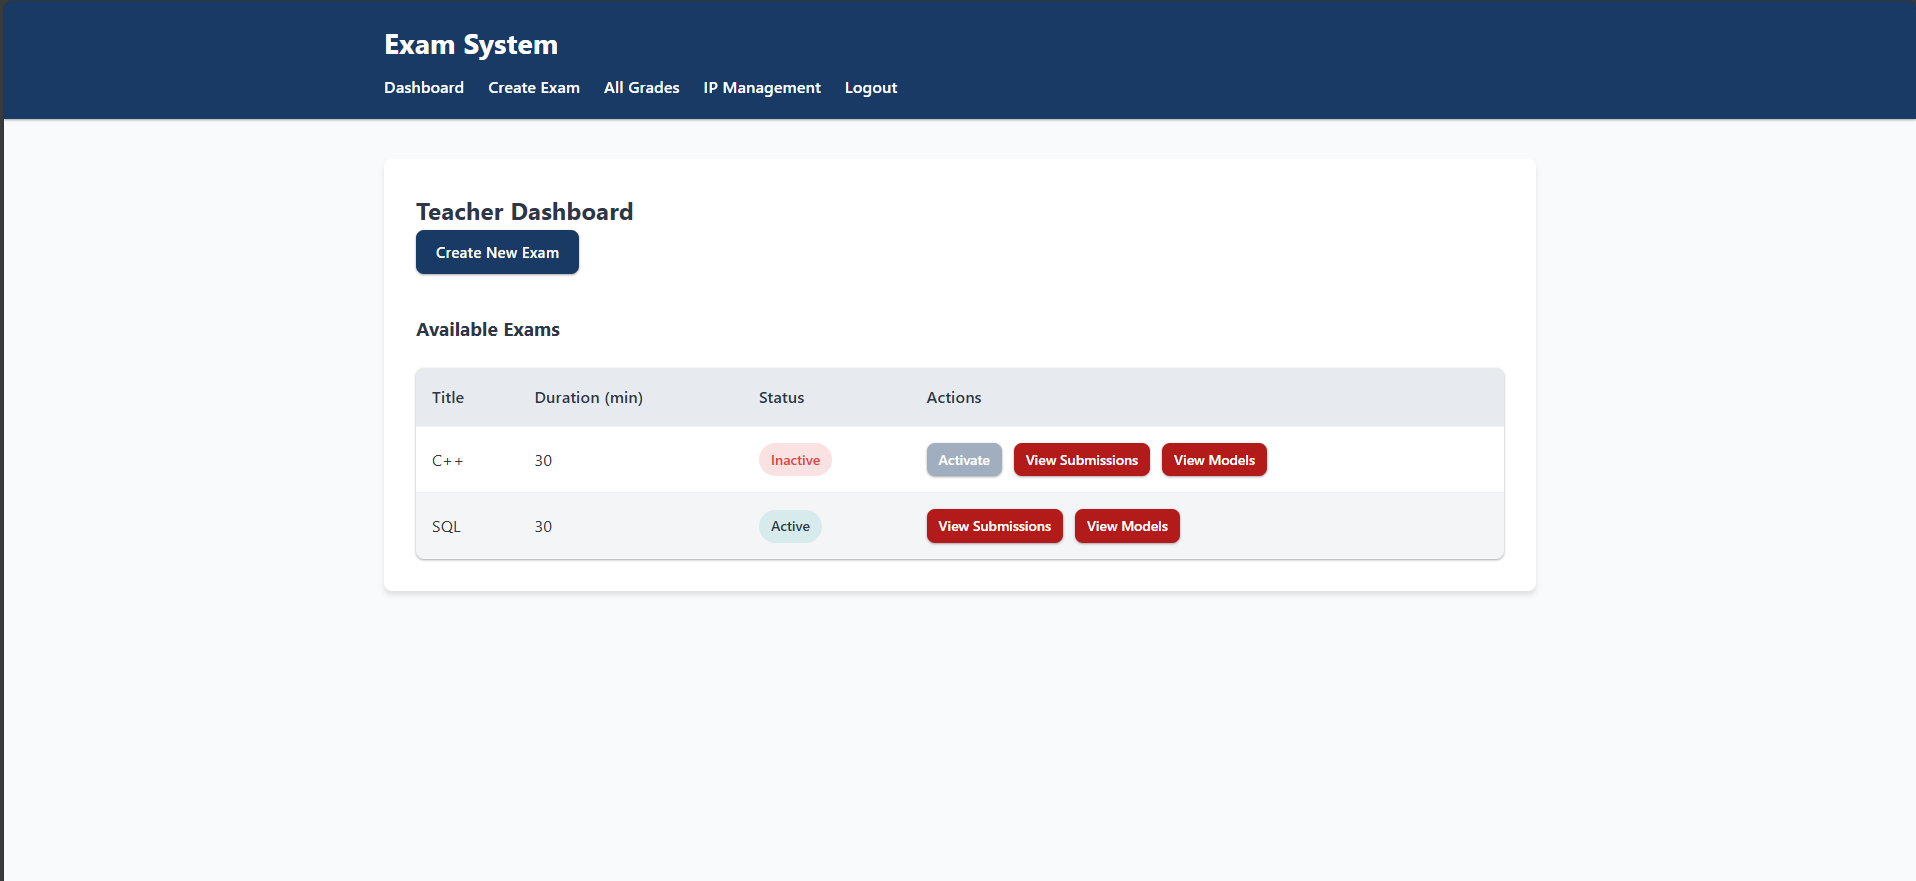 Exam System
Dashboard Create Exam All Grades IP Management Logout
Teacher Dashboard
Create New Exam
Available Exams
Title Duration (min) Status Actions
C++ 30 Inactive Activate View Submissions View Models
SQL 30 Active View Submissions View Models